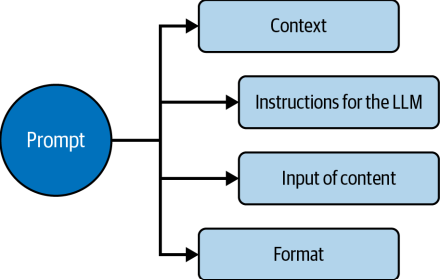 Prompt
Context
Instructions for the LLM
Input of content
Format